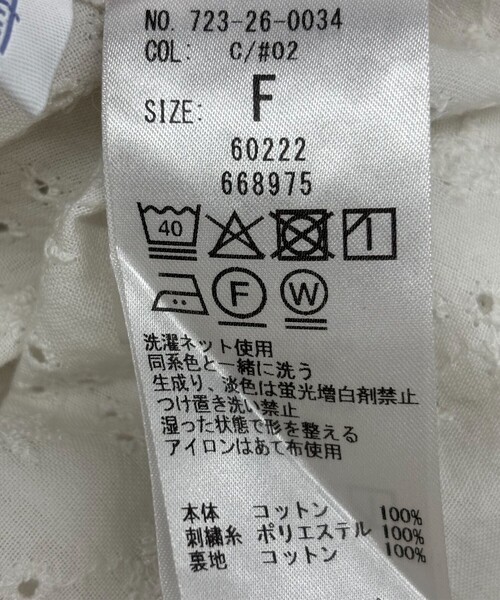 NO. 723-26-0034
COL: C/#02
SIZE: F
60222
668975
40
F W
洗濯ネット使用
同系色と一緒に洗う
生成り、淡色は蛍光増白剤禁止
つけ置き洗い禁止
湿った状態で形を整える
アイロンはあて布使用
本体 コットン 100%
刺繍糸 ポリエステル 100%
裏地 コットン 100%